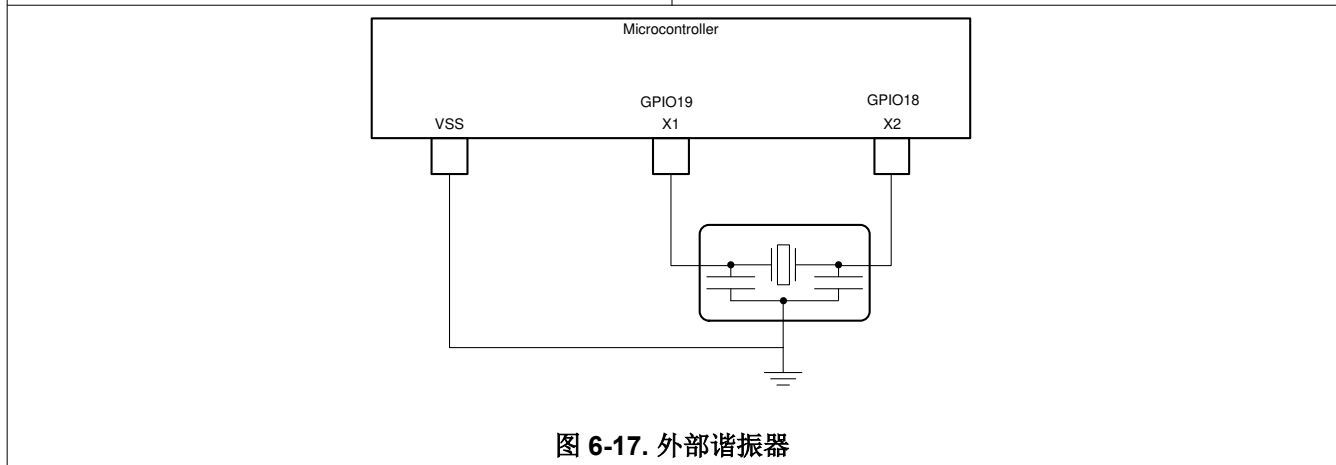 Microcontroller
GPIO19
GPIO18
VSS
X1
X2
图 6-17. 外部谐振器